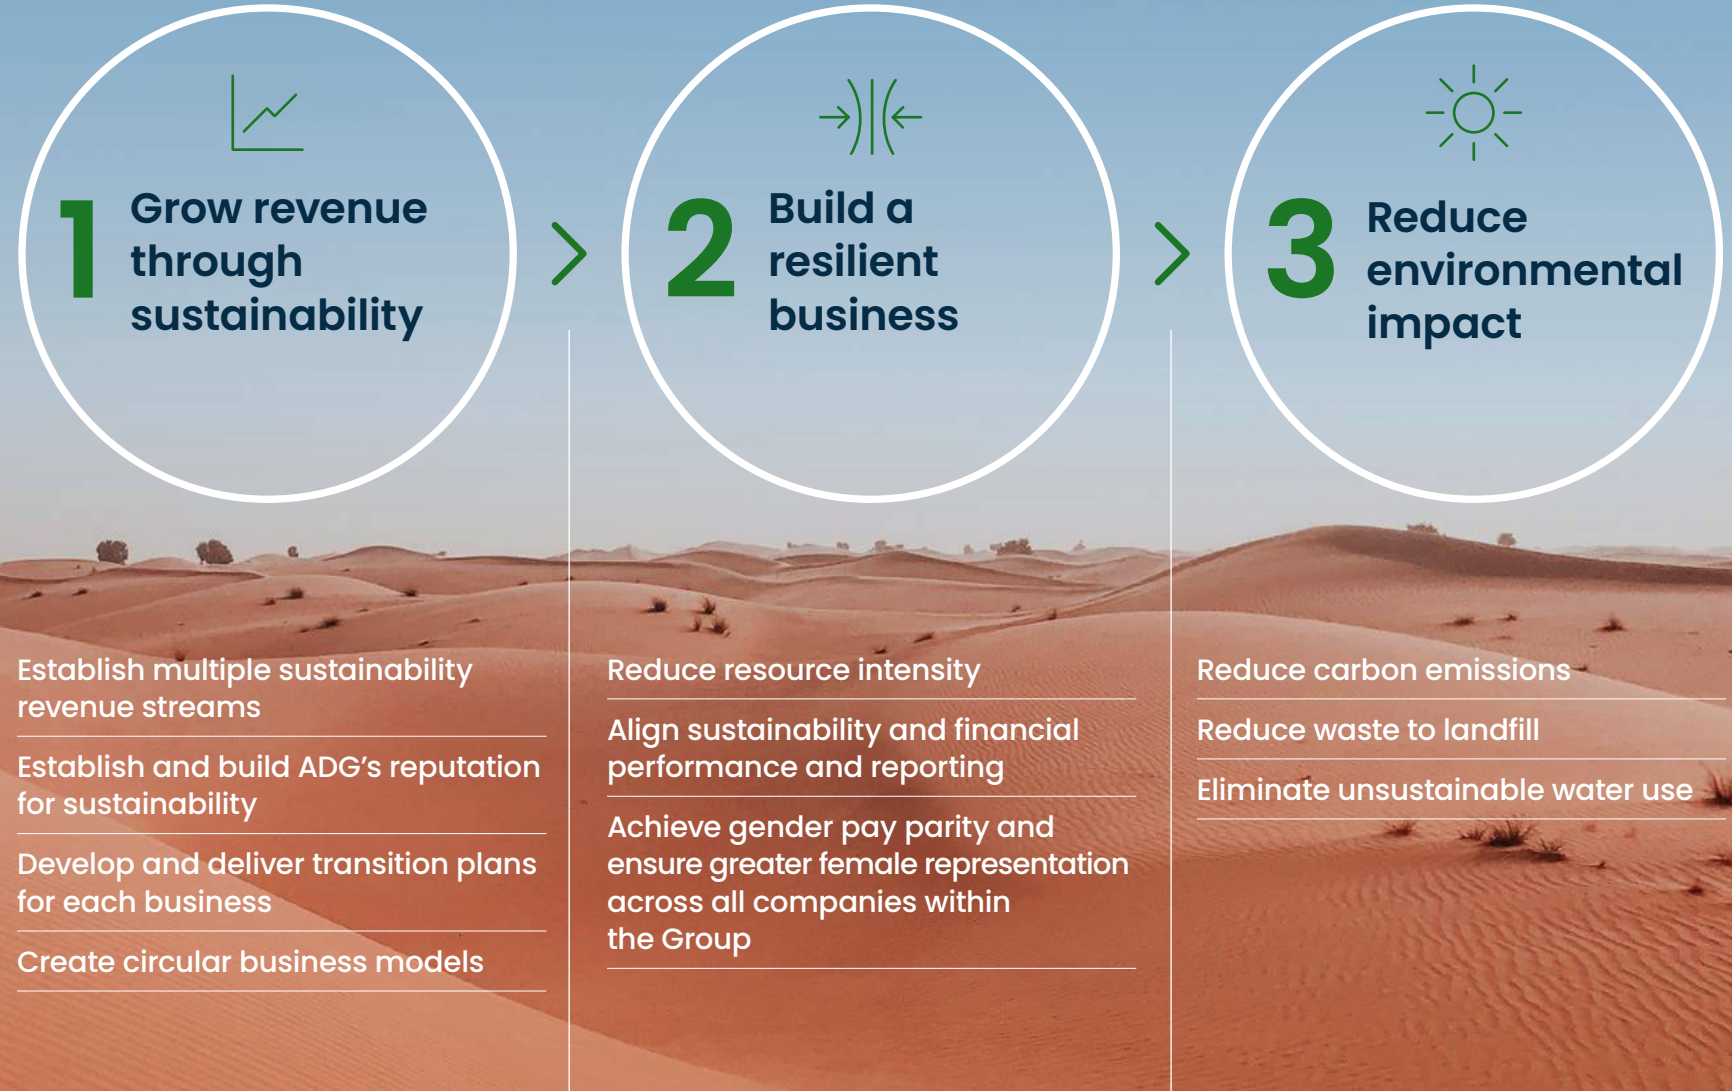 1
Grow revenue
through
sustainability
2
Build a
resilient
business
3
Reduce
environmental
impact
Establish multiple sustainability
revenue streams
Establish and build ADG’s reputation
for sustainability
Develop and deliver transition plans
for each business
Create circular business models
Reduce resource intensity
Align sustainability and financial
performance and reporting
Achieve gender pay parity and
ensure greater female representation
across all companies within
the Group
Reduce carbon emissions
Reduce waste to landfill
Eliminate unsustainable water use